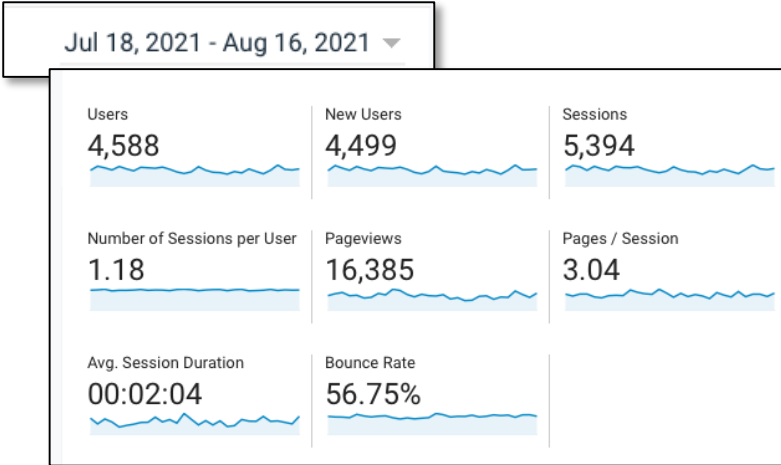 Jul 18, 2021 - Aug 16, 2021
Users
4,588
New Users
4,499
Sessions
5,394
Number of Sessions per User
1.18
Pageviews
16,385
Pages / Session
3.04
Avg. Session Duration
00:02:04
Bounce Rate
56.75%